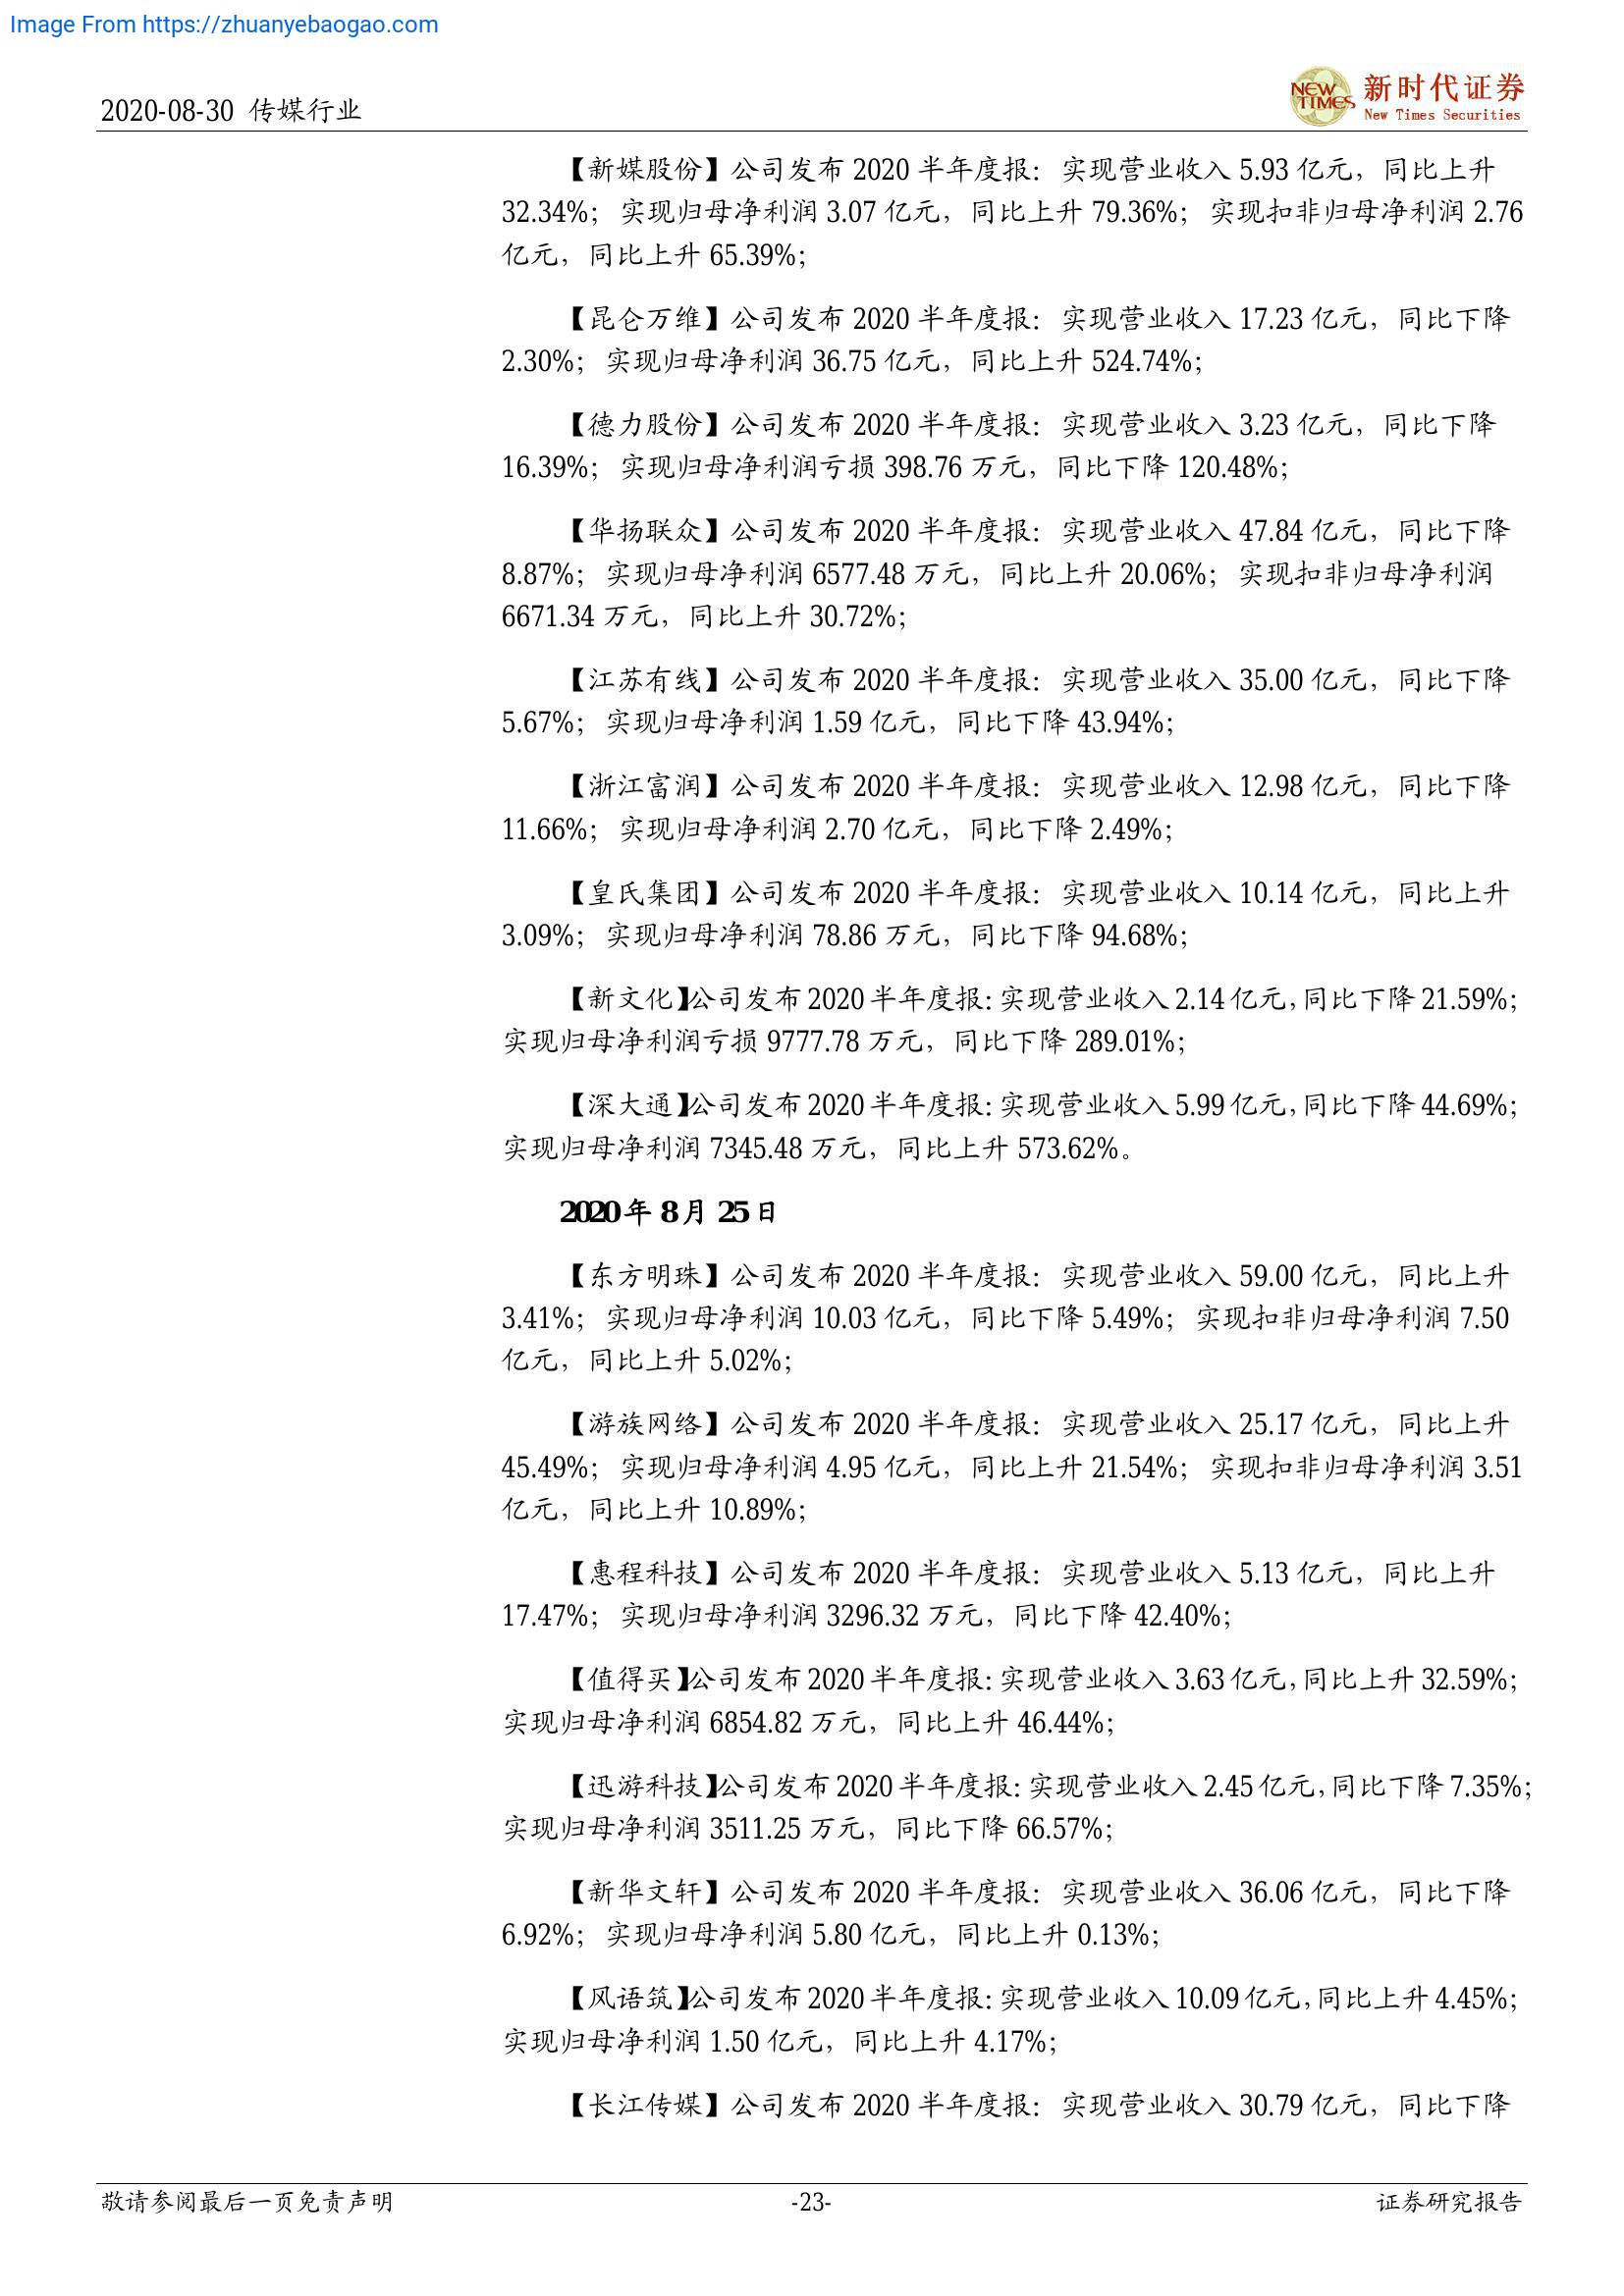 Image From https://zhuanyebaogao.com
2020-08-30 传媒行业
NEW TIMES
新时代证券
New Times Securities
【新媒股份】公司发布 2020 半年度报：实现营业收入 5.93 亿元，同比上升
32.34%；实现归母净利润 3.07 亿元，同比上升 79.36%；实现扣非归母净利润 2.76
亿元，同比上升 65.39%；
【昆仑万维】公司发布 2020 半年度报：实现营业收入 17.23 亿元，同比下降
2.30%；实现归母净利润 36.75 亿元，同比上升 524.74%；
【德力股份】公司发布 2020 半年度报：实现营业收入 3.23 亿元，同比下降
16.39%；实现归母净利润亏损 398.76 万元，同比下降 120.48%；
【华扬联众】公司发布 2020 半年度报：实现营业收入 47.84 亿元，同比下降
8.87%；实现归母净利润 6577.48 万元，同比上升 20.06%；实现扣非归母净利润
6671.34 万元，同比上升 30.72%；
【江苏有线】公司发布 2020 半年度报：实现营业收入 35.00 亿元，同比下降
5.67%；实现归母净利润 1.59 亿元，同比下降 43.94%；
【浙江富润】公司发布 2020 半年度报：实现营业收入 12.98 亿元，同比下降
11.66%；实现归母净利润 2.70 亿元，同比下降 2.49%；
【皇氏集团】公司发布 2020 半年度报：实现营业收入 10.14 亿元，同比上升
3.09%；实现归母净利润 78.86 万元，同比下降 94.68%；
【新文化】公司发布 2020 半年度报：实现营业收入 2.14 亿元，同比下降 21.59%；
实现归母净利润亏损 9777.78 万元，同比下降 289.01%；
【深大通】公司发布 2020 半年度报：实现营业收入 5.99 亿元，同比下降 44.69%；
实现归母净利润 7345.48 万元，同比上升 573.62%。
2020 年 8 月 25 日
【东方明珠】公司发布 2020 半年度报：实现营业收入 59.00 亿元，同比上升
3.41%；实现归母净利润 10.03 亿元，同比下降 5.49%；实现扣非归母净利润 7.50
亿元，同比上升 5.02%；
【游族网络】公司发布 2020 半年度报：实现营业收入 25.17 亿元，同比上升
45.49%；实现归母净利润 4.95 亿元，同比上升 21.54%；实现扣非归母净利润 3.51
亿元，同比上升 10.89%；
【惠程科技】公司发布 2020 半年度报：实现营业收入 5.13 亿元，同比上升
17.47%；实现归母净利润 3296.32 万元，同比下降 42.40%；
【值得买】公司发布 2020 半年度报：实现营业收入 3.63 亿元，同比上升 32.59%；
实现归母净利润 6854.82 万元，同比上升 46.44%；
【迅游科技】公司发布 2020 半年度报：实现营业收入 2.45 亿元，同比下降 7.35%；
实现归母净利润 3511.25 万元，同比下降 66.57%；
【新华文轩】公司发布 2020 半年度报：实现营业收入 36.06 亿元，同比下降
6.92%；实现归母净利润 5.80 亿元，同比上升 0.13%；
【风语筑】公司发布 2020 半年度报：实现营业收入 10.09 亿元，同比上升 4.45%；
实现归母净利润 1.50 亿元，同比上升 4.17%；
【长江传媒】公司发布 2020 半年度报：实现营业收入 30.79 亿元，同比下降
敬请参阅最后一页免责声明
-23-
证券研究报告